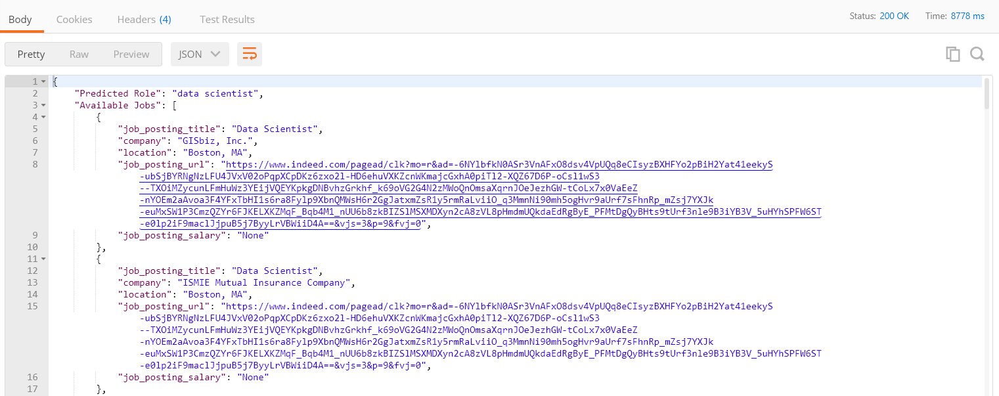 Body Cookies Headers (4) Test Results Status: 200 OK Time: 8778 ms
Pretty Raw Preview JSON
1 {
2 "Predicted Role": "data scientist",
3 "Available Jobs": [
4 {
5 "job_posting_title": "Data Scientist",
6 "company": "GISbiz, Inc.",
7 "location": "Boston, MA",
8 "job_posting_url": "https://www.indeed.com/pagead/clk?mo=r&ad=-6NYlbfkN0ASr3VnAFxO8dsv4VpUQq8eCIsyzBXHFYo2pBiH2Yat41eekyS
-ubSjBYRNgNzLFU4JVxV02oPqpXCpDKz6zxo2l-HD6ehuVXKZcnWKmajcGxhA0piTl2-XQZ67D6P-oCsl1wS3
--TXOiMZycunLFmHuWz3YEijVQEYKpkgDNBvhzGrkhf_k69oVG2G4N2zMWoQnOmsaXqrnJOeJezhGW-tCoLx7x0VaEeZ
-nYOEm2aAvoa3F4YFxTbHI1s6ra8Fylp9XbnQMWsH6r2GgJatxmZsR1y5rmRaLviiO_q3MmnNi90mh5ogHvr9aUrf7sFhnRp_mZsj7YXJk
-euMxSW1P3CmzQZYr6FJKELXKZMqF_Bqb4M1_nUU6b8zkBIZSlMSXMDXyn2cA8zVL8pHmdmUQkdaEdRgByE_PFMtDgQyBHts9tUrf3nle9B3iYB3V_5uHYhSPFW6ST
-e0lp2iF9maclJjpuB5j7ByyLrVBWiiD4A==&vjs=3&p=9&fvj=0",
9 "job_posting_salary": "None"
10 },
11 {
12 "job_posting_title": "Data Scientist",
13 "company": "ISMIE Mutual Insurance Company",
14 "location": "Boston, MA",
15 "job_posting_url": "https://www.indeed.com/pagead/clk?mo=r&ad=-6NYlbfkN0ASr3VnAFxO8dsv4VpUQq8eCIsyzBXHFYo2pBiH2Yat41eekyS
-ubSjBYRNgNzLFU4JVxV02oPqpXCpDKz6zxo2l-HD6ehuVXKZcnWKmajcGxhA0piTl2-XQZ67D6P-oCsl1wS3
--TXOiMZycunLFmHuWz3YEijVQEYKpkgDNBvhzGrkhf_k69oVG2G4N2zMWoQnOmsaXqrnJOeJezhGW-tCoLx7x0VaEeZ
-nYOEm2aAvoa3F4YFxTbHI1s6ra8Fylp9XbnQMWsH6r2GgJatxmZsR1y5rmRaLviiO_q3MmnNi90mh5ogHvr9aUrf7sFhnRp_mZsj7YXJk
-euMxSW1P3CmzQZYr6FJKELXKZMqF_Bqb4M1_nUU6b8zkBIZSlMSXMDXyn2cA8zVL8pHmdmUQkdaEdRgByE_PFMtDgQyBHts9tUrf3nle9B3iYB3V_5uHYhSPFW6ST
-e0lp2iF9maclJjpuB5j7ByyLrVBWiiD4A==&vjs=3&p=9&fvj=0",
16 "job_posting_salary": "None"
17 },